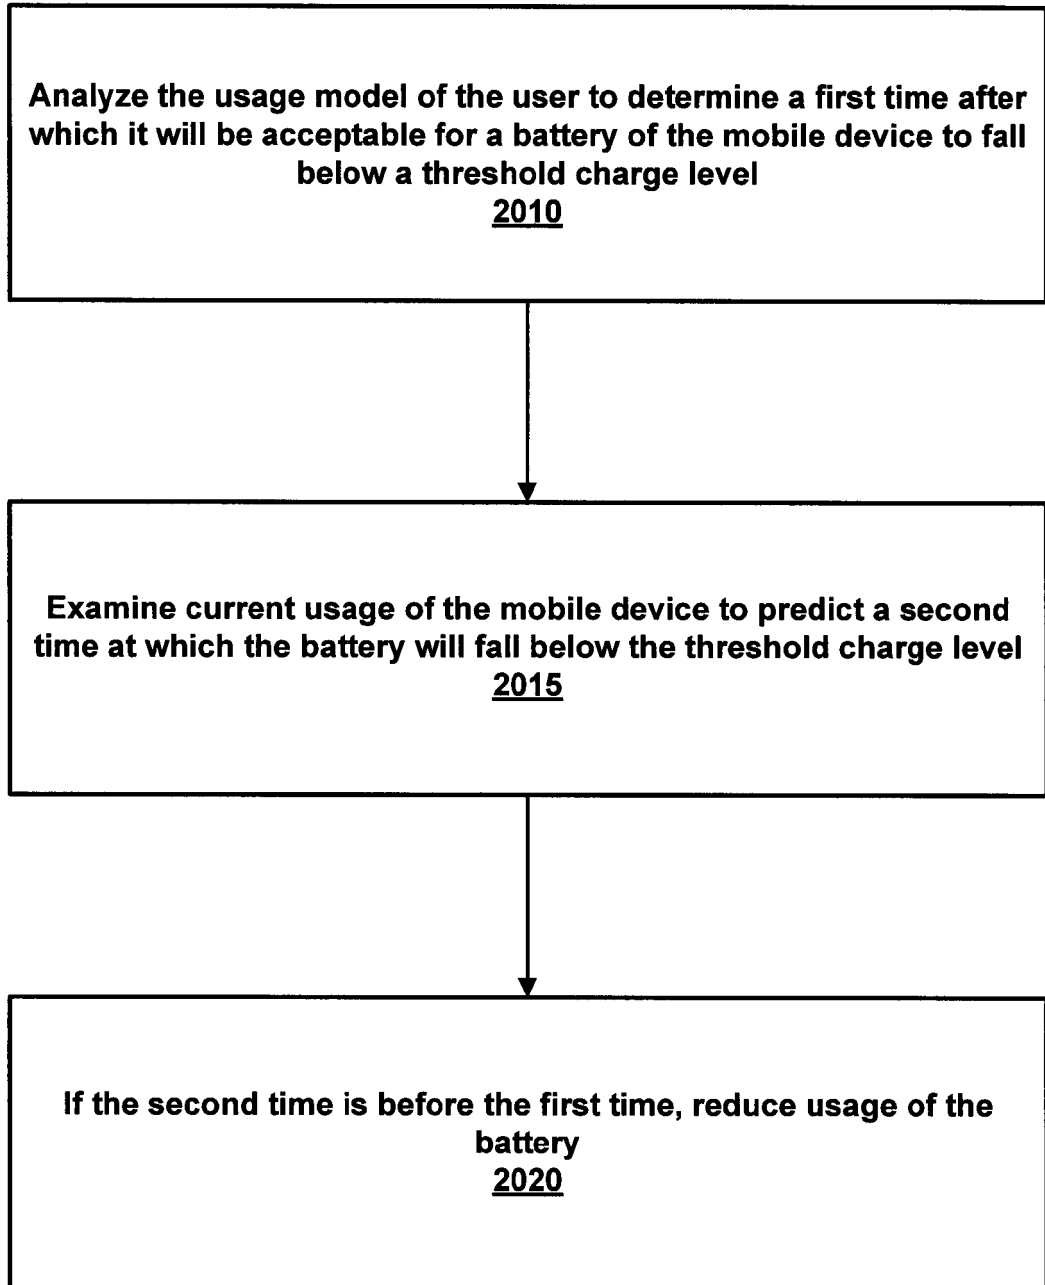 Analyze the usage model of the user to determine a first time after
which it will be acceptable for a battery of the mobile device to fall
below a threshold charge level
2010
Examine current usage of the mobile device to predict a second
time at which the battery will fall below the threshold charge level
2015
If the second time is before the first time, reduce usage of the
battery
2020